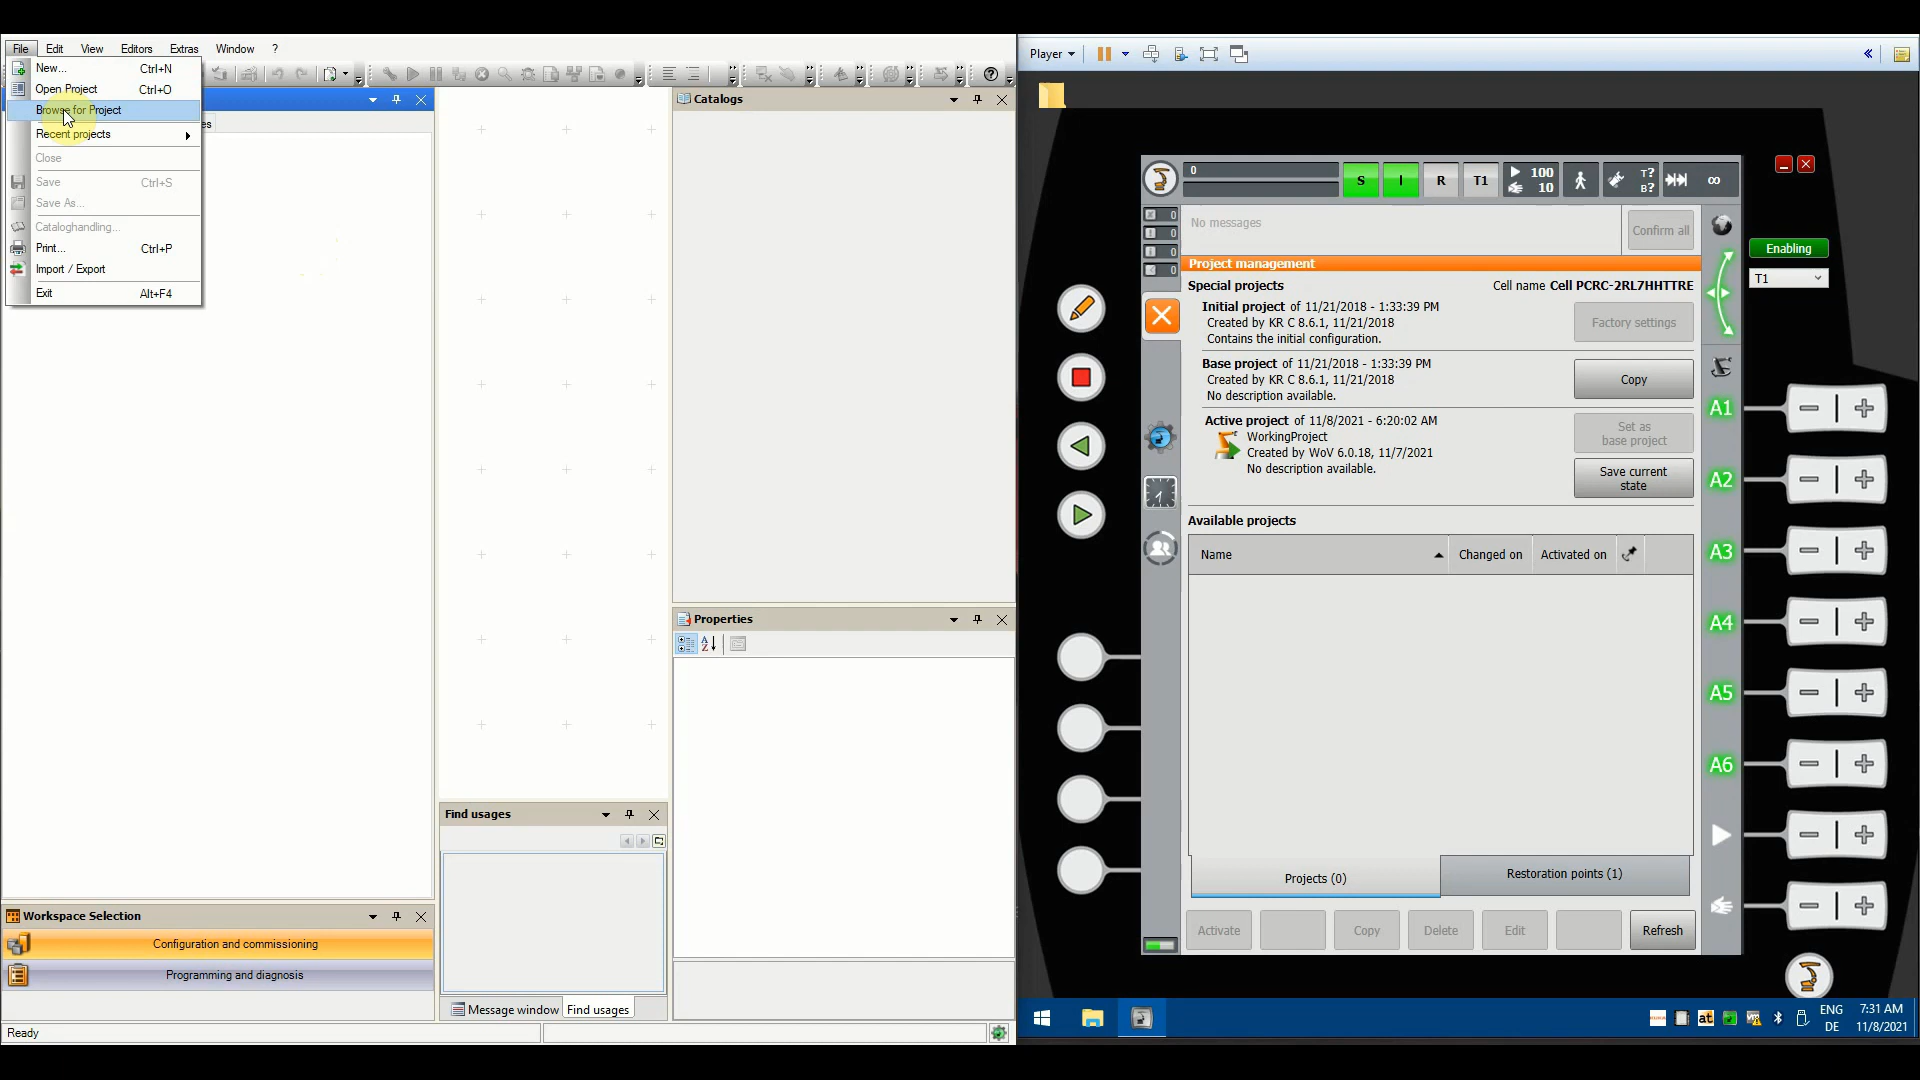 File Edit View Editors Extras Window ?
New... Ctrl+N
Open Project Ctrl+O
Browse for Project
Recent projects
Close
Save Ctrl+S
Save As...
Cataloghandling...
Print... Ctrl+P
Import / Export
Exit Alt+F4
es
Catalogs
Properties
Find usages
Workspace Selection
Configuration and commissioning
Programming and diagnosis
Message window Find usages
Ready
Player
0
S I R T1 100 10 T? B? ∞
0
0
0
0
No messages
Confirm all
Project management
Special projects Cell name Cell PCRC-2RL7HHTTRE
Initial project of 11/21/2018 - 1:33:39 PM
Created by KR C 8.6.1, 11/21/2018
Contains the initial configuration.
Factory settings
Base project of 11/21/2018 - 1:33:39 PM
Created by KR C 8.6.1, 11/21/2018
No description available.
Copy
Active project of 11/8/2021 - 6:20:02 AM
WorkingProject
Created by WoV 6.0.18, 11/7/2021
No description available.
Set as
base project
Save current
state
Available projects
Name Changed on Activated on
Projects (0) Restoration points (1)
Activate Copy Delete Edit Refresh
Enabling
T1
A1
A2
A3
A4
A5
A6
at ENG 7:31 AM
DE 11/8/2021